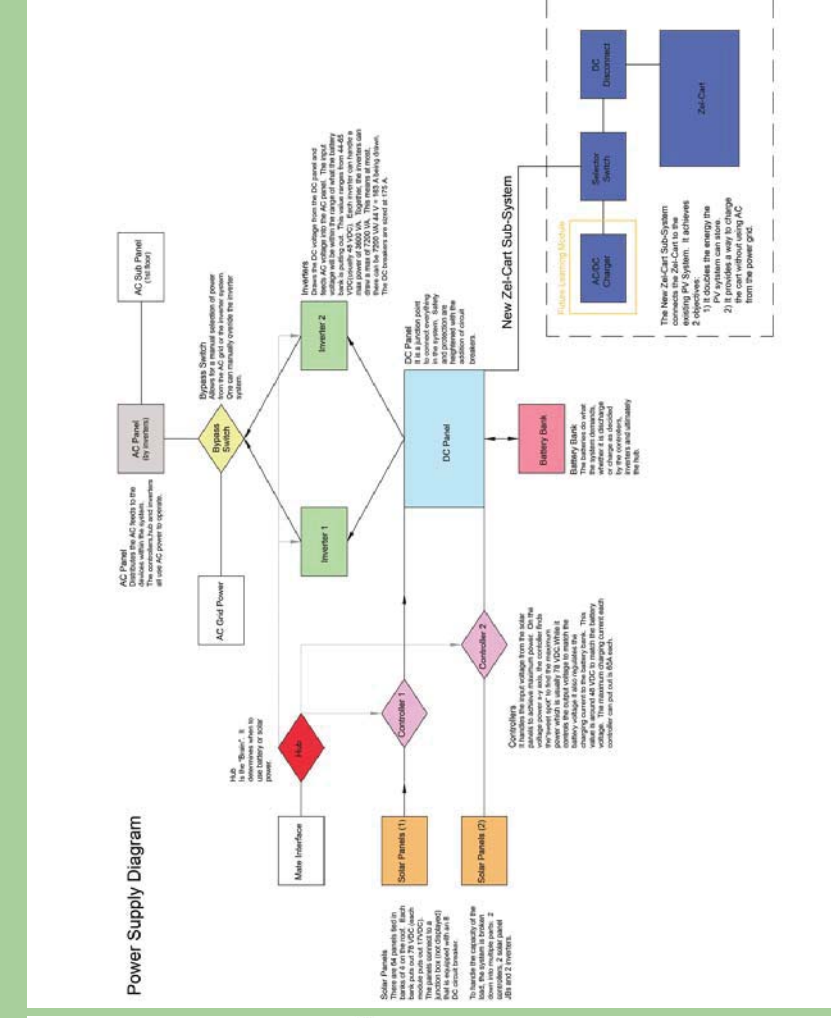 Power Supply Diagram
Solar Panels
There are 64 panels tied in
banks of 4 on the roof. Each
bank puts out 78 VDC (each
module puts out 17VDC).
The panels connect to a
junction box (not displayed)
that is equipped with an 8
DC circuit breaker.
To handle the capacity of the
load, the system is broken
down into multiple parts: 2
controllers, 2 solar panel
JBs and 2 inverters.
Mate Interface
Solar Panels (1)
Solar Panels (2)
Hub
Is the "Brain". It
determines when to
use battery or solar
power.
Hub
Controller 1
Controller 2
Controllers
It handles the input voltage from the solar
panels to achieve maximum power. On the
voltage power x-y axis, the controller finds
the"sweet spot" to find the maximum
power which is usually 78 VDC.While it
controls the output voltage to match the
battery voltage it also regulates the
charging current to the battery bank. This
value is around 48 VDC to match the battery
voltage. The maximum charging current each
controller can put out is 60A each.
AC Panel
Distributes the AC feeds to the
devices within the system.
The controllers,hub and inverters
all use AC power to operate.
AC Grid Power
AC Panel
(by inverters)
AC Sub Panel
(1st floor)
Bypass Switch
Allows for a manual selection of power
from the AC grid or the inverter system.
One can manually overide the inverter
system.
Bypass
Switch
Inverter 1
Inverter 2
Inverters
Draws the DC voltage from the DC panel and
feeds AC voltage into the AC panel. The input
voltage will be within the range of what the battery
bank is putting out. This value ranges from 44-65
VDC(usually 48 VDC). Each inverter can handle a
max power of 3600 VA. Together, the inverters can
draw a max of 7200 VA. This means at most,
there can be 7200 VA/ 44 V = 163 A being drawn.
The DC breakers are sized at 175 A.
DC Panel
DC Panel
It is a junction point
to connect everything
in the system. Safety
and protection are
heightened with the
addition of circuit
breakers.
Battery Bank
Battery Bank
The batteries do what
the system demands,
whether it is discharge
or charge as decided
by the controllers,
inverters and ultimately
the hub.
New Zel-Cart Sub-System
Future Learning Module
AC/DC
Charger
Selector
Switch
DC
Disconnect
Zel-Cart
The New Zel-Cart Sub-System
connects the Zel-Cart to the
existing PV System. It achieves
2 objectives:
1) It doubles the energy the
PV sytstem can store.
2) It provides a way to charge
the cart without using AC
from the power grid.